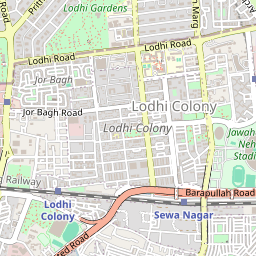 Lodhi
Gardens
Prith
h Marg
Arch
Lodhi Road
Lodhi Road
Jor Bagh
Jor Bagh Road
Lodhi Colony
Lodhi Colony
Jawah
Neh
Stadi
Railway
Barapullah Road
Lodhi
Colony
Sewa Nagar
ed Road